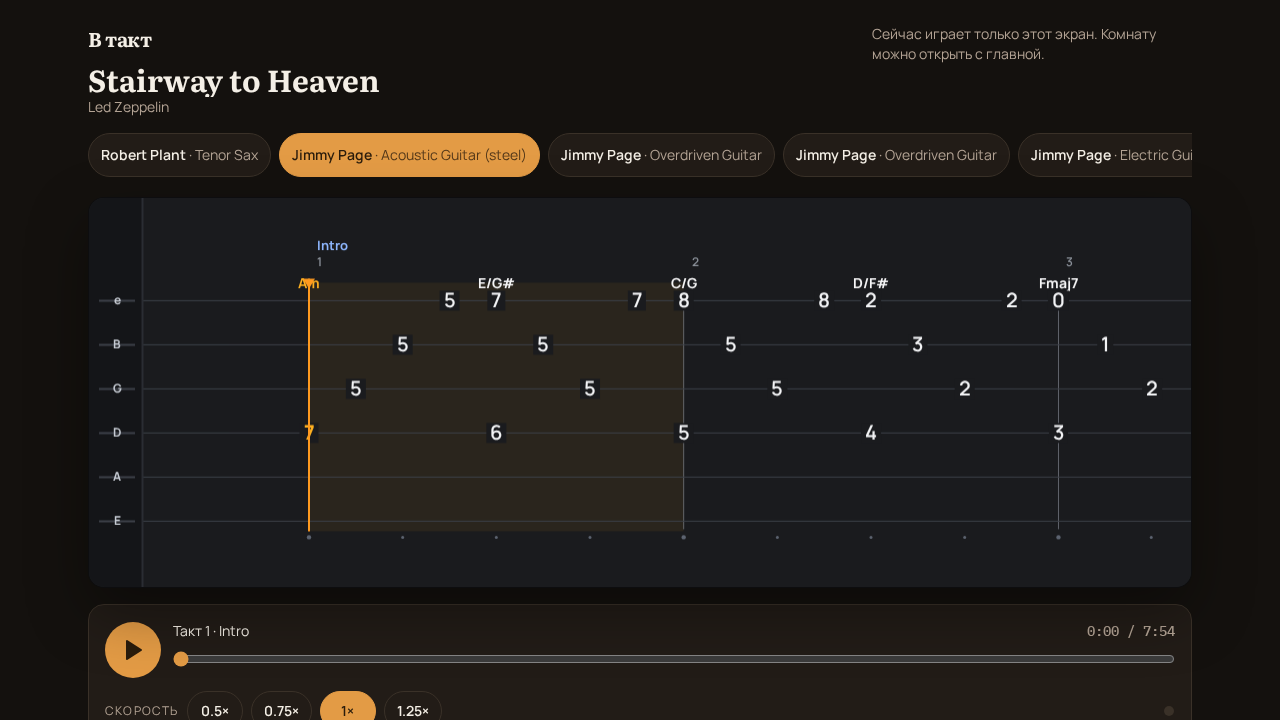 В такт
Сейчас играет только этот экран. Комнату
можно открыть с главной.
Stairway to Heaven
Led Zeppelin
Robert Plant · Tenor Sax
Jimmy Page · Acoustic Guitar (steel)
Jimmy Page · Overdriven Guitar
Jimmy Page · Overdriven Guitar
Jimmy Page · Electric Gui
Intro
1 2 3
Am E/G# C/G D/F# Fmaj7
e 5 7 7 8 8 2 2 0
B 5 5 5 3 1
G 5 5 5 2 2
D 7 6 5 4 3
A
E
Такт 1 · Intro
0:00 / 7:54
СКОРОСТЬ 0.5× 0.75× 1× 1.25×